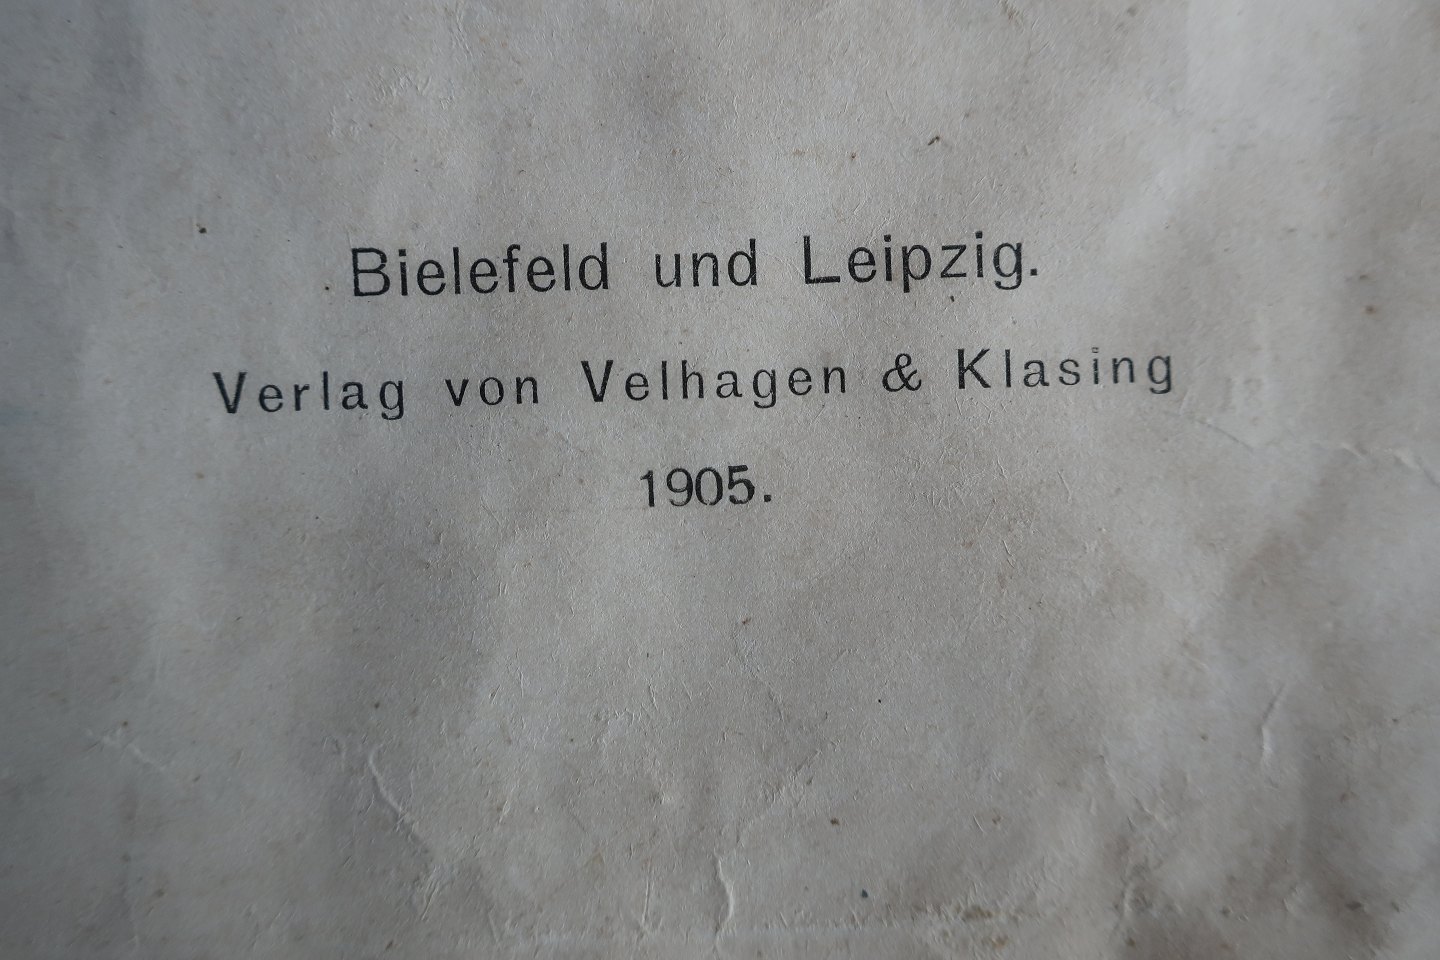 Bielefeld und Leipzig.
Verlag von Velhagen & Klasing
1905.